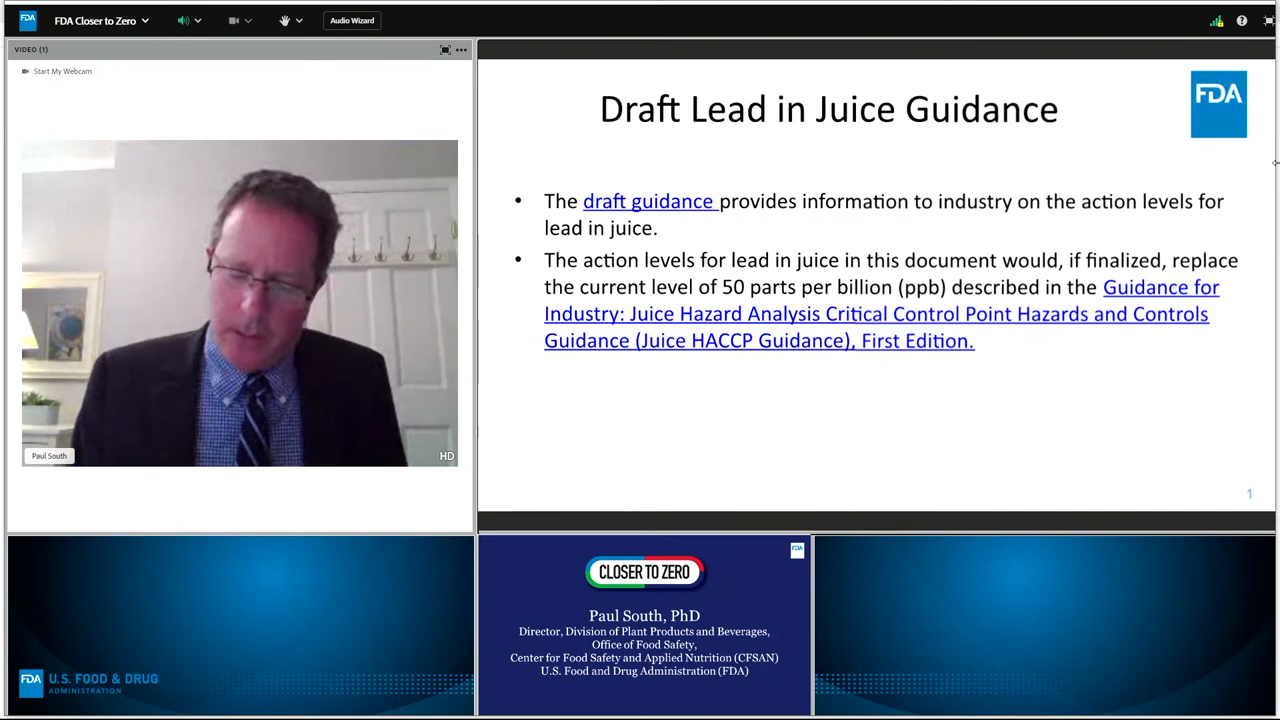 FDA
FDA Closer to Zero
Audio Wizard
VIDEO (1)
Start My Webcam
Paul South
HD
Draft Lead in Juice Guidance
FDA
• The draft guidance provides information to industry on the action levels for
lead in juice.
• The action levels for lead in juice in this document would, if finalized, replace
the current level of 50 parts per billion (ppb) described in the Guidance for
Industry: Juice Hazard Analysis Critical Control Point Hazards and Controls
Guidance (Juice HACCP Guidance), First Edition.
1
FDA U.S. FOOD & DRUG
ADMINISTRATION
FDA
CLOSER TO ZERO
Paul South, PhD
Director, Division of Plant Products and Beverages,
Office of Food Safety,
Center for Food Safety and Applied Nutrition (CFSAN)
U.S. Food and Drug Administration (FDA)